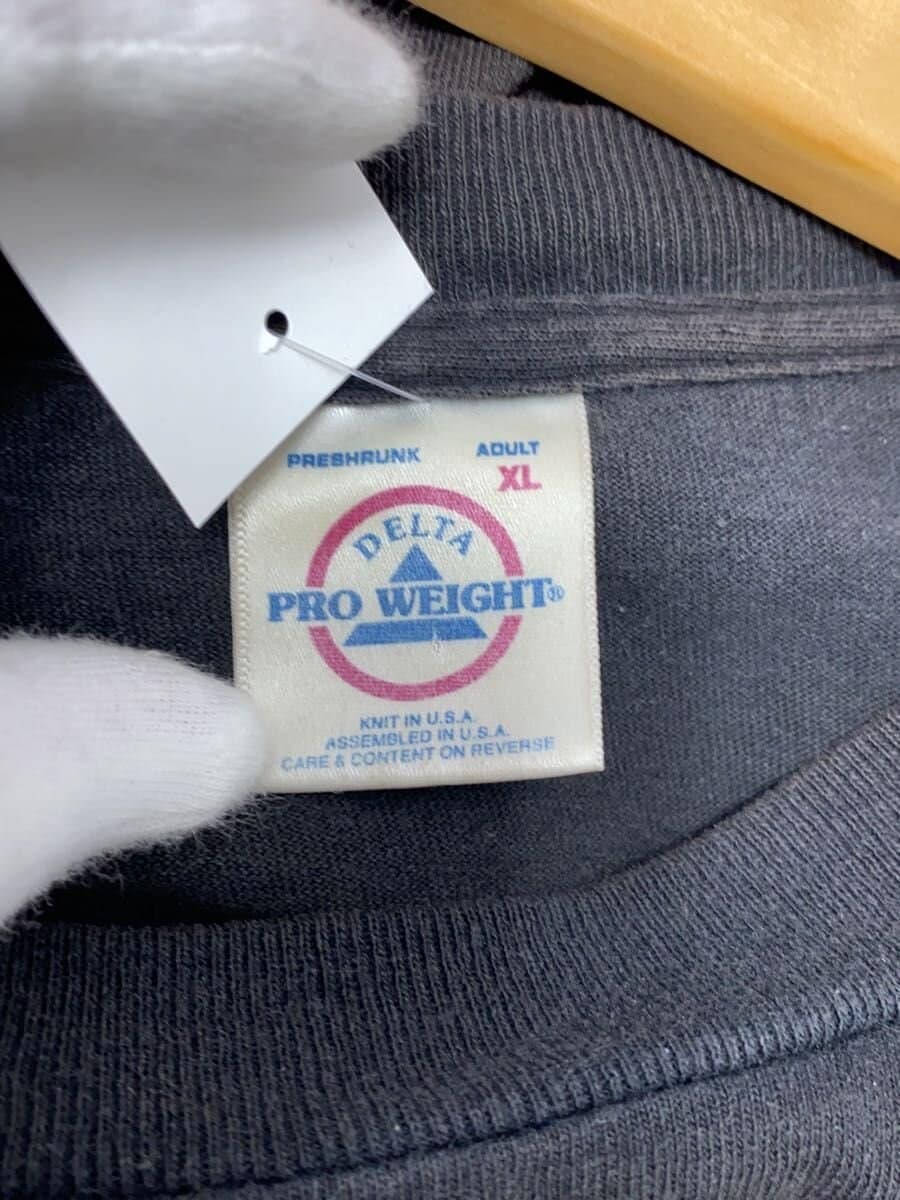 PRESHRUNK ADULT
XL
DELTA
PRO WEIGHT®
KNIT IN U.S.A.
ASSEMBLED IN U.S.A.
CARE & CONTENT ON REVERSE